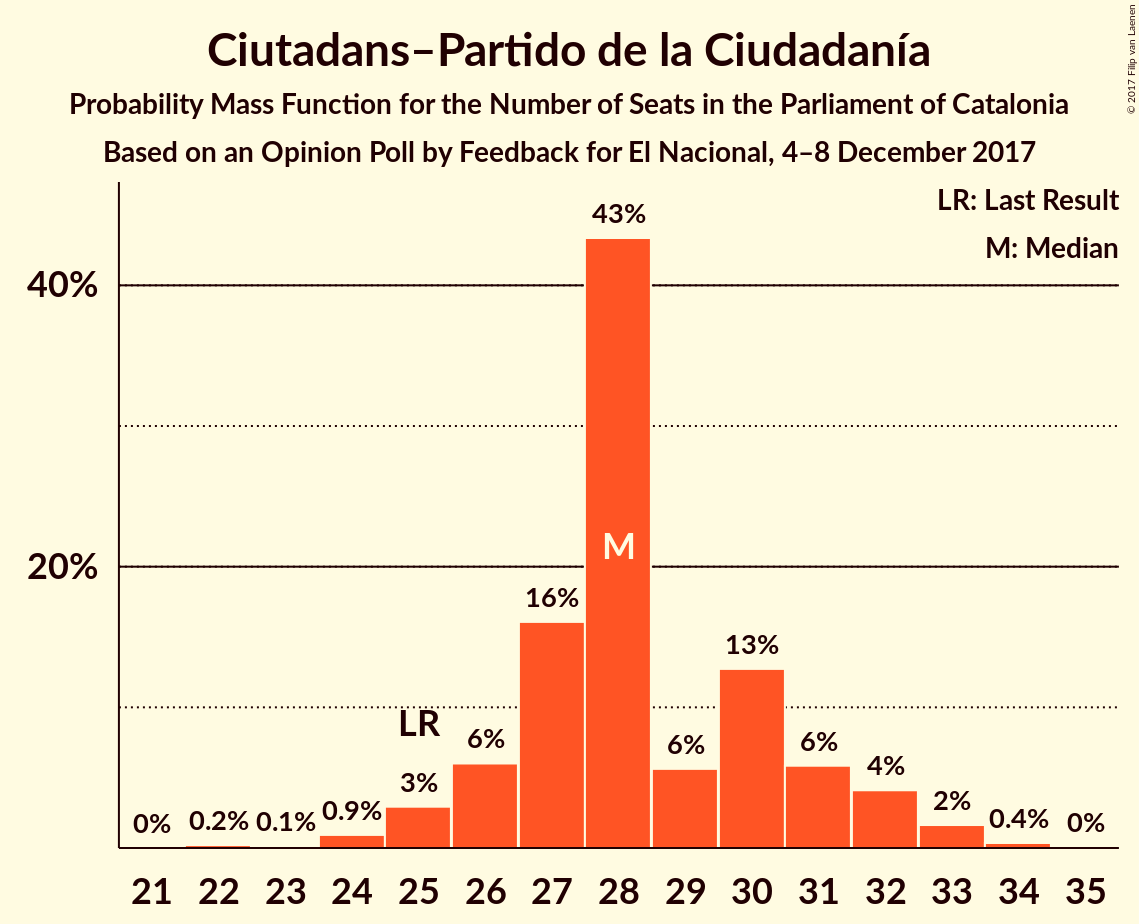 Ciutadans–Partido de la Ciudadanía
Probability Mass Function for the Number of Seats in the Parliament of Catalonia
Based on an Opinion Poll by Feedback for El Nacional, 4–8 December 2017
© 2017 Filip van Laenen
LR: Last Result
M: Median
40%
20%
0%
0.2%
0.1%
0.9%
3%
LR
6%
16%
43%
M
6%
13%
6%
4%
2%
0.4%
0%
21 22 23 24 25 26 27 28 29 30 31 32 33 34 35